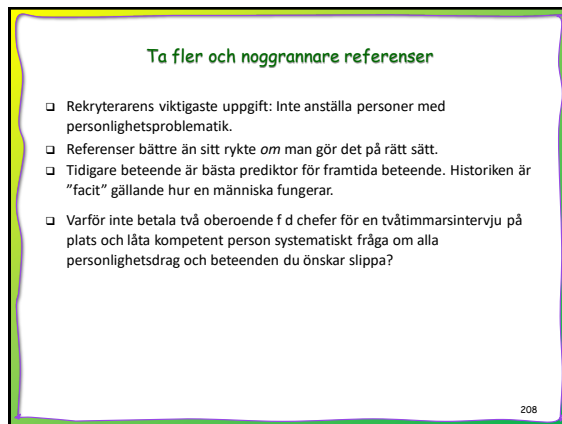 Ta fler och noggrannare referenser
❑ Rekryterarens viktigaste uppgift: Inte anställa personer med
personlighetsproblematik.
❑ Referenser bättre än sitt rykte om man gör det på rätt sätt.
❑ Tidigare beteende är bästa prediktor för framtida beteende. Historiken är
”facit” gällande hur en människa fungerar.
❑ Varför inte betala två oberoende f d chefer för en tvåtimmarsintervju på
plats och låta kompetent person systematiskt fråga om alla
personlighetsdrag och beteenden du önskar slippa?
208